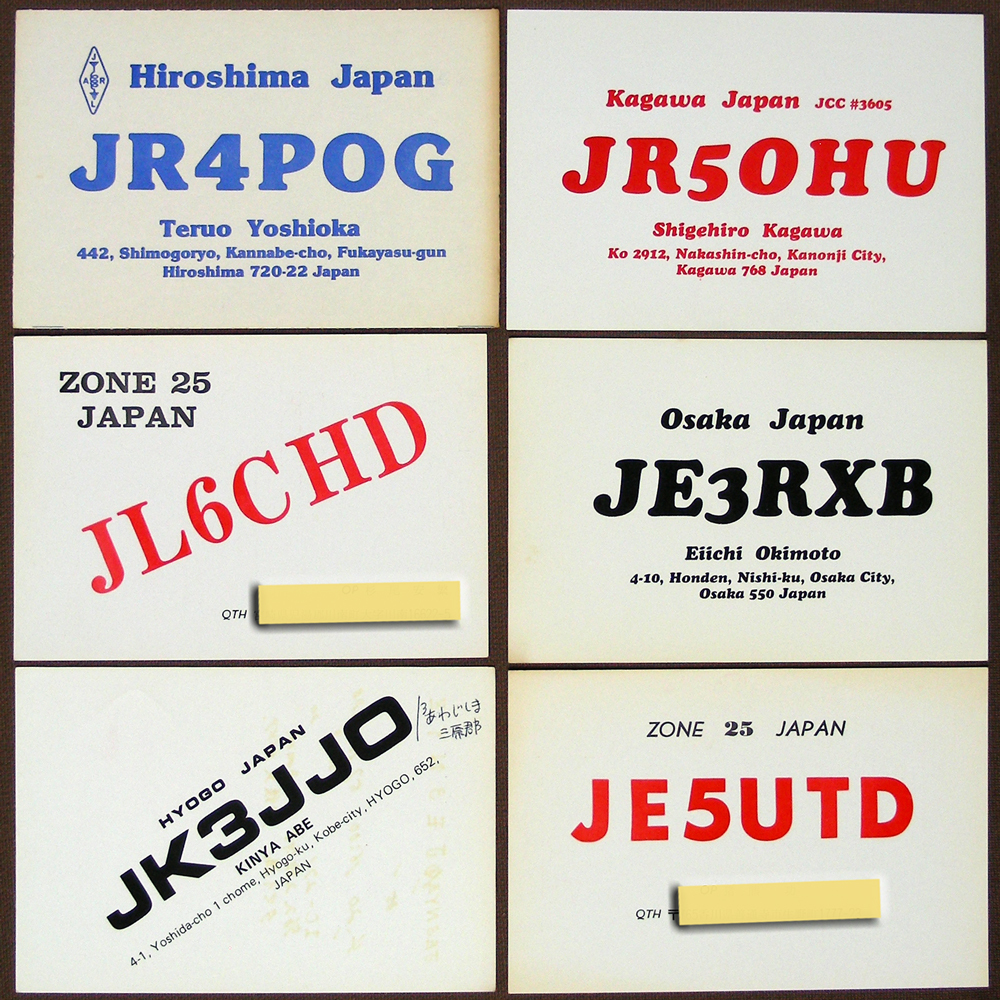 J
A R
L
Hiroshima Japan
JR4POG
Teruo Yoshioka
442, Shimogoryo, Kannabe-cho, Fukayasu-gun
Hiroshima 720-22 Japan
Kagawa Japan JCC #3605
JR5OHU
Shigehiro Kagawa
Ko 2912, Nakashin-cho, Kanonji City,
Kagawa 768 Japan
ZONE 25
JAPAN
JL6CHD
QTH
Osaka Japan
JE3RXB
Eiichi Okimoto
4-10, Honden, Nishi-ku, Osaka City,
Osaka 550 Japan
HYOGO JAPAN
JK3JJO
/3 あわじしま
三原郡
KINYA ABE
4-1, Yoshida-cho 1 chome, Hyogo-ku, Kobe-city, HYOGO, 652,
JAPAN
ZONE 25 JAPAN
JE5UTD
QTH 〒